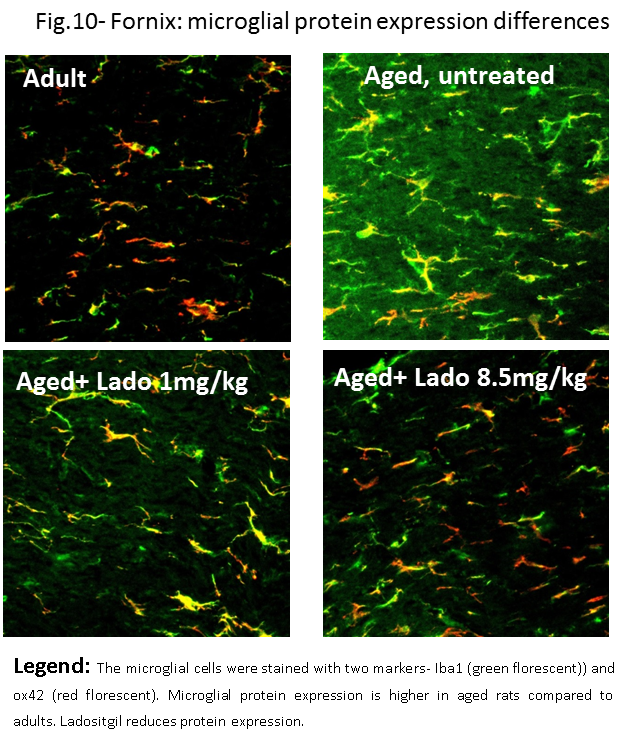 Fig.10- Fornix: microglial protein expression differences
Adult
Aged, untreated
Aged+ Lado 1mg/kg
Aged+ Lado 8.5mg/kg
Legend: The microglial cells were stained with two markers- Iba1 (green florescent)) and
ox42 (red florescent). Microglial protein expression is higher in aged rats compared to
adults. Ladositgil reduces protein expression.